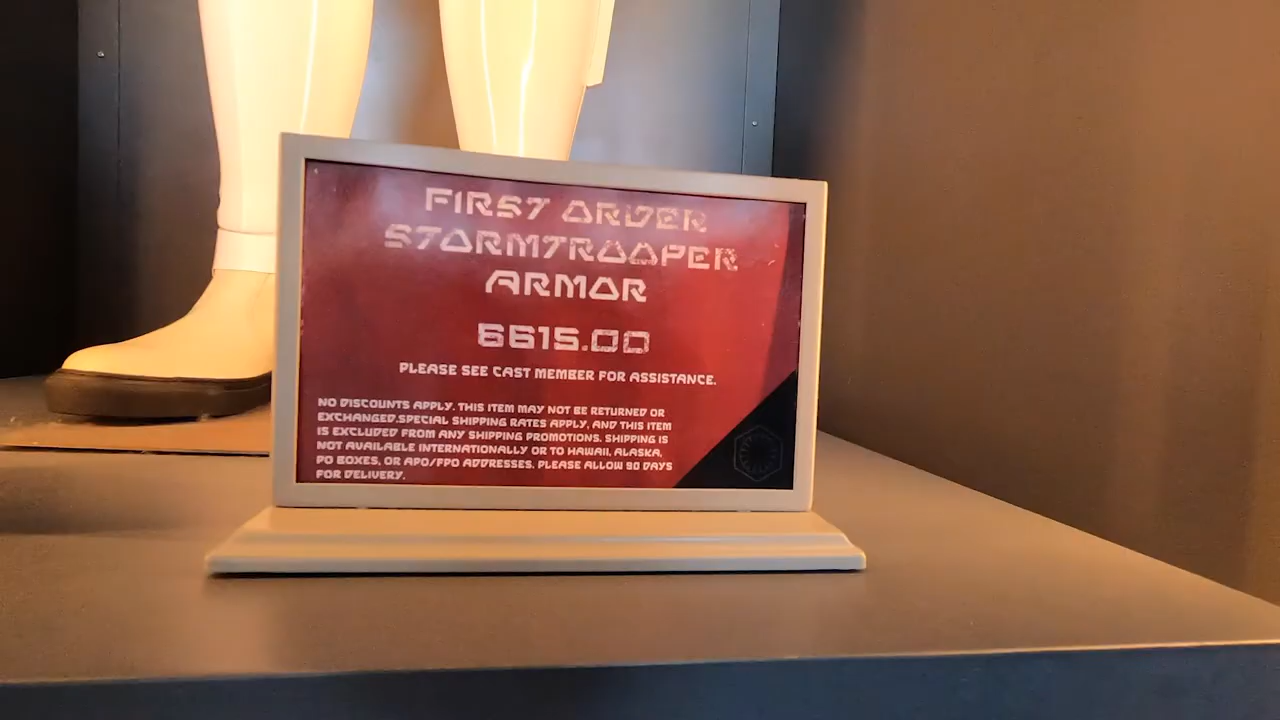 FIRST ORDER
STORMTROOPER
ARMOR
6615.00
PLEASE SEE CAST MEMBER FOR ASSISTANCE.
NO DISCOUNTS APPLY. THIS ITEM MAY NOT BE RETURNED OR
EXCHANGED.SPECIAL SHIPPING RATES APPLY, AND THIS ITEM
IS EXCLUDED FROM ANY SHIPPING PROMOTIONS. SHIPPING IS
NOT AVAILABLE INTERNATIONALLY OR TO HAWAII, ALASKA,
PO BOXES, OR APO/FPO ADDRESSES. PLEASE ALLOW 90 DAYS
FOR DELIVERY.